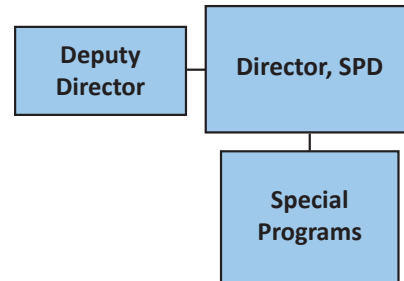 Deputy
Director
Director, SPD
Special
Programs